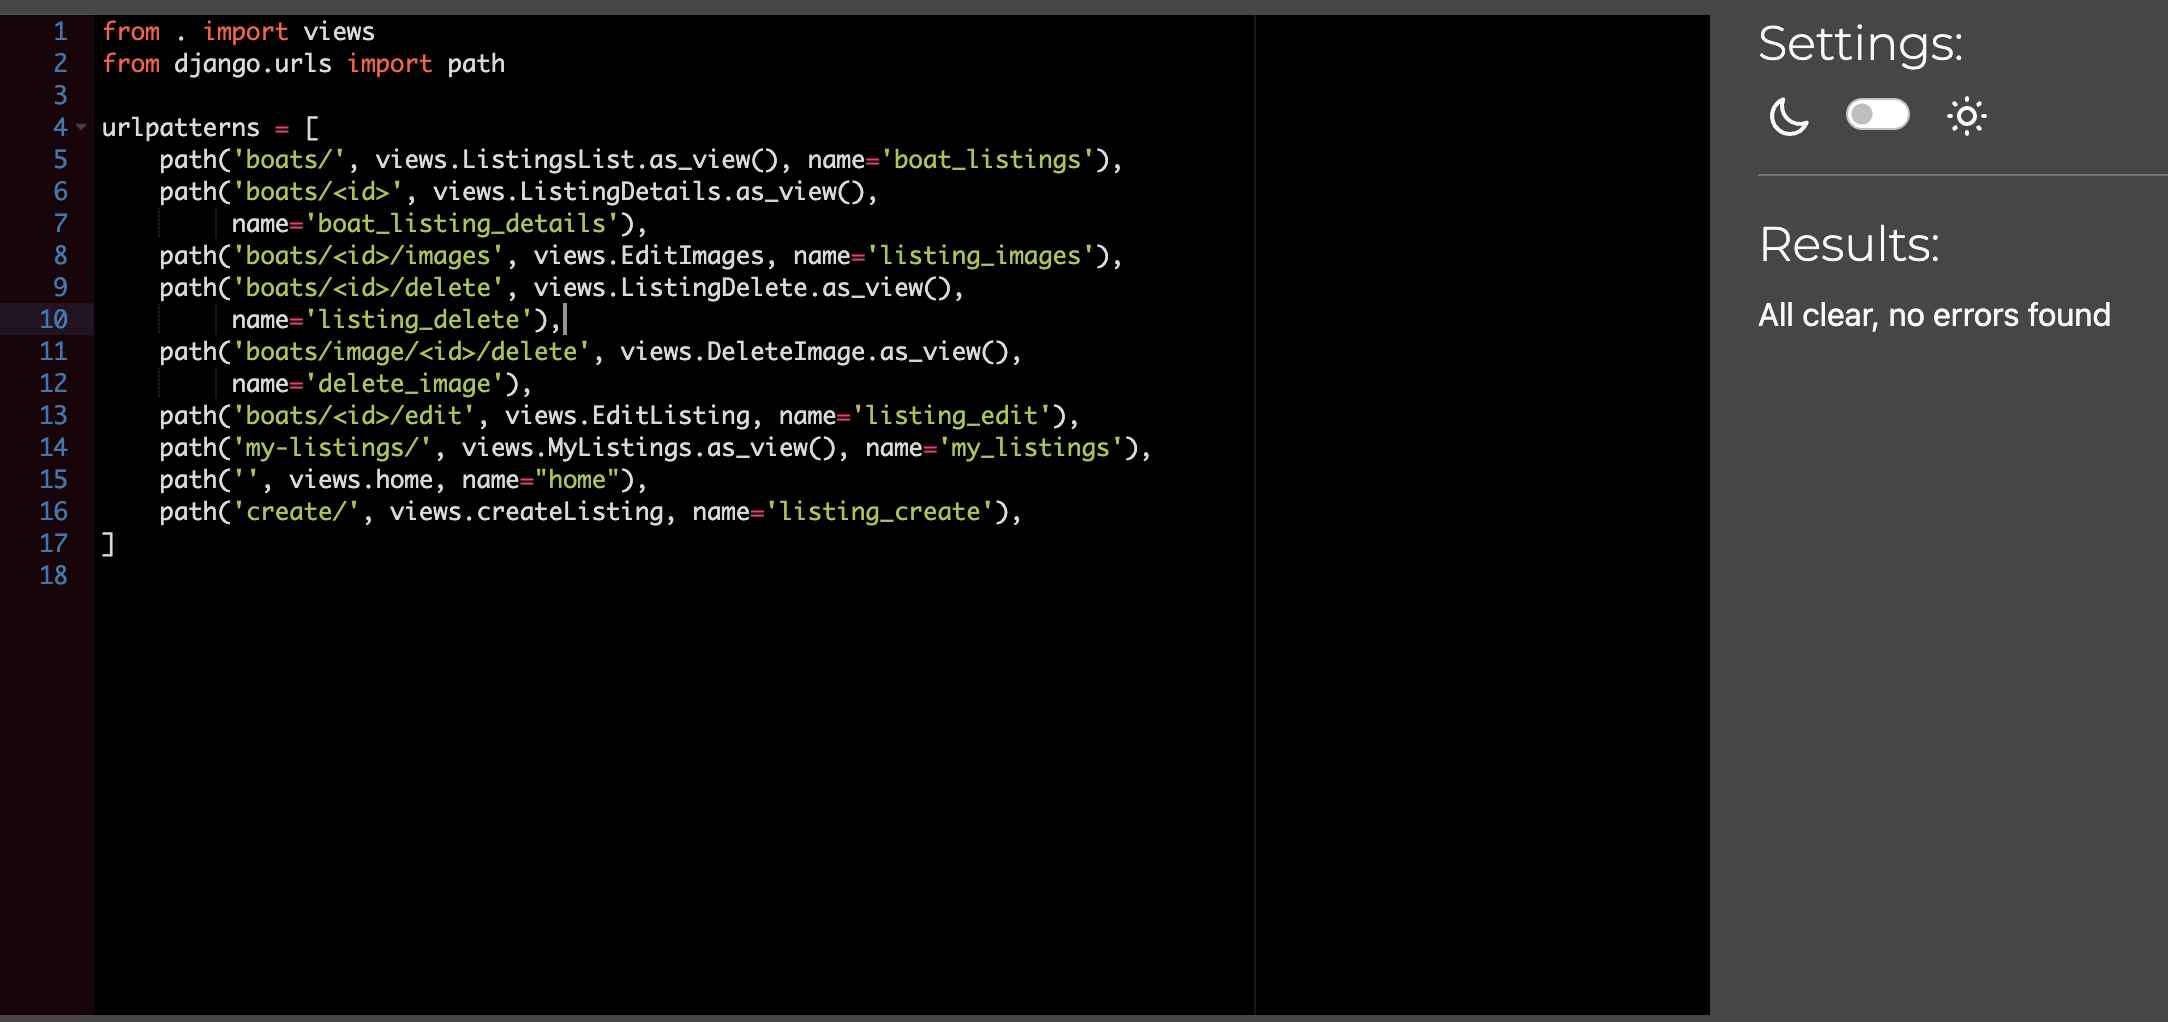 1 from . import views
2 from django.urls import path
3
4 urlpatterns = [
5     path('boats/', views.ListingsList.as_view(), name='boat_listings'),
6     path('boats/<id>', views.ListingDetails.as_view(),
7          name='boat_listing_details'),
8     path('boats/<id>/images', views.EditImages, name='listing_images'),
9     path('boats/<id>/delete', views.ListingDelete.as_view(),
10          name='listing_delete'),
11     path('boats/image/<id>/delete', views.DeleteImage.as_view(),
12          name='delete_image'),
13     path('boats/<id>/edit', views.EditListing, name='listing_edit'),
14     path('my-listings/', views.MyListings.as_view(), name='my_listings'),
15     path('', views.home, name="home"),
16     path('create/', views.createListing, name='listing_create'),
17 ]
18
Settings:
Results:
All clear, no errors found